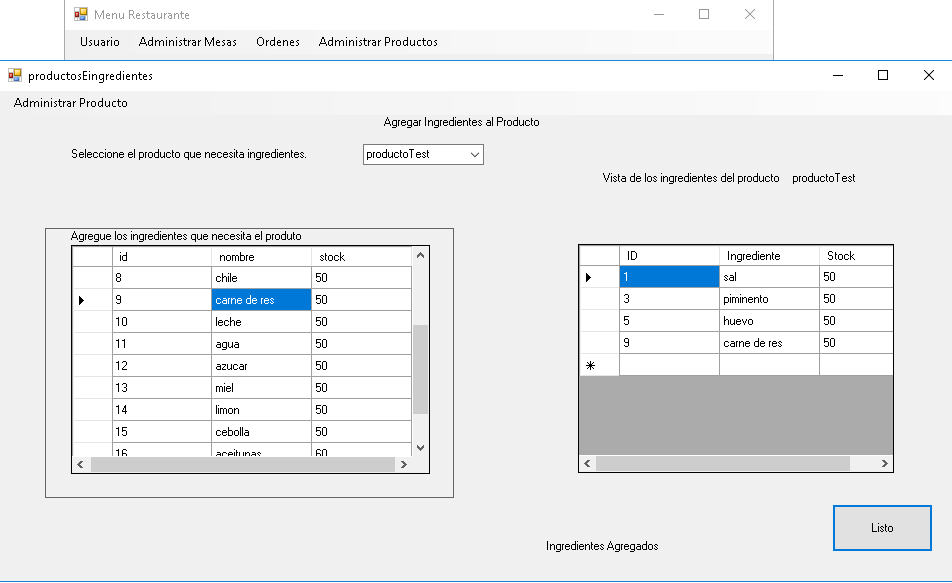 Menu Restaurante
Usuario Administrar Mesas Ordenes Administrar Productos
productosEingredientes
Administrar Producto
Agregar Ingredientes al Producto
Seleccione el producto que necesita ingredientes. productoTest
Vista de los ingredientes del producto productoTest
Agregue los ingredientes que necesita el produto
id nombre stock
8 chile 50
9 carne de res 50
10 leche 50
11 agua 50
12 azucar 50
13 miel 50
14 limon 50
15 cebolla 50
16 aceitunas 60
ID Ingrediente Stock
1 sal 50
3 piminento 50
5 huevo 50
9 carne de res 50
Listo
Ingredientes Agregados